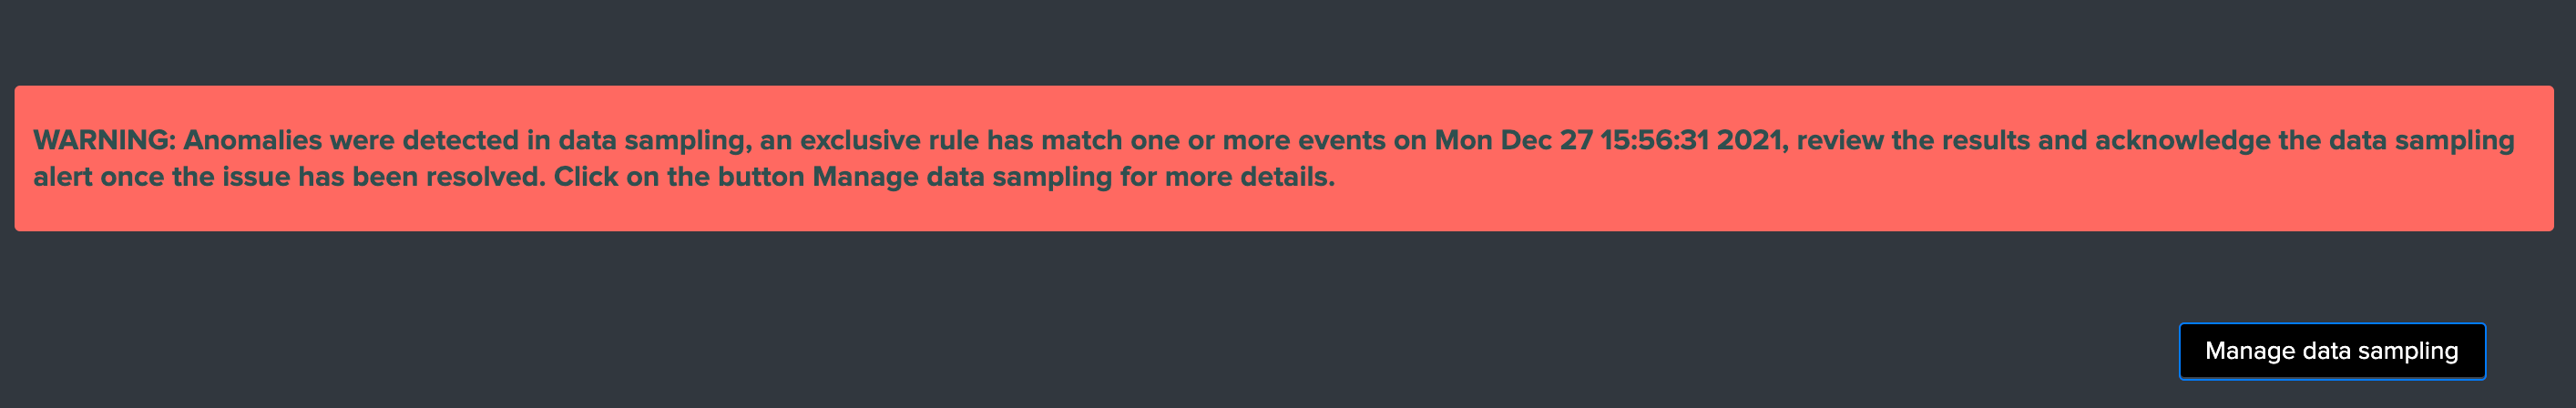 WARNING: Anomalies were detected in data sampling, an exclusive rule has match one or more events on Mon Dec 27 15:56:31 2021, review the results and acknowledge the data sampling
alert once the issue has been resolved. Click on the button Manage data sampling for more details.
Manage data sampling